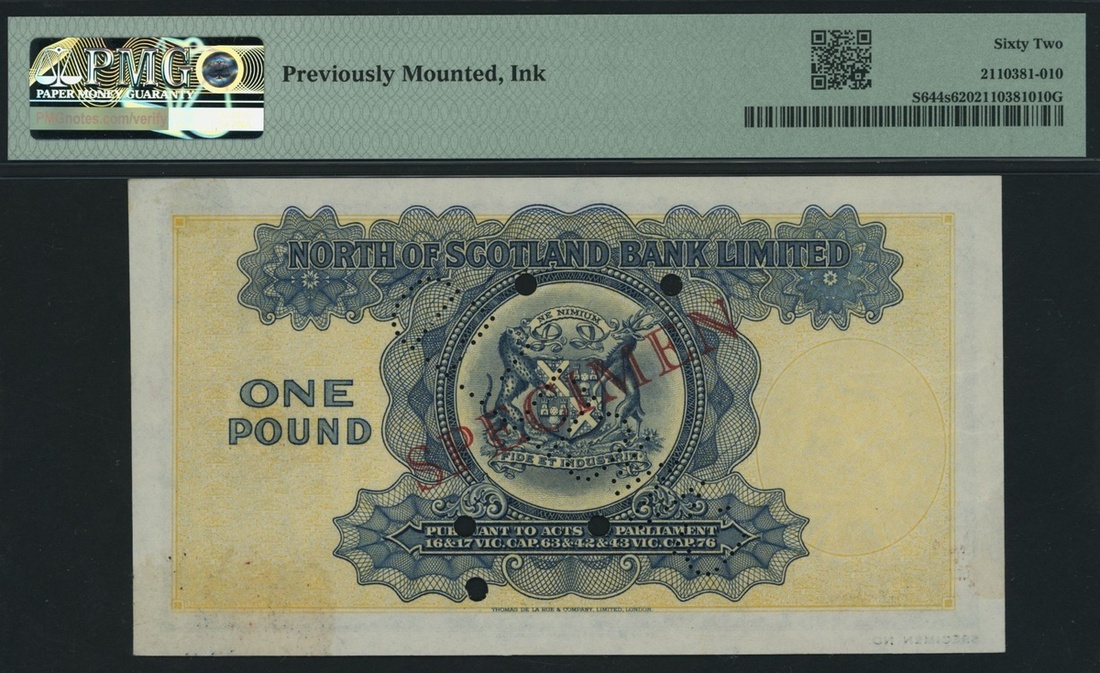 PMG
PAPER MONEY GUARANTY
PMGnotes.com/verify
Previously Mounted, Ink
Sixty Two
2110381-010
S644s6202110381010G
NORTH OF SCOTLAND BANK LIMITED
NE NIMIUM
ONE
POUND
SPECIMEN
FIDE ET INDUSTRIA
PURSUANT TO ACTS PARLIAMENT
16 & 17 VIC. CAP. 63 & 42 & 43 VIC. CAP. 76
THOMAS DE LA RUE & COMPANY, LIMITED, LONDON.
SPECIMEN NO